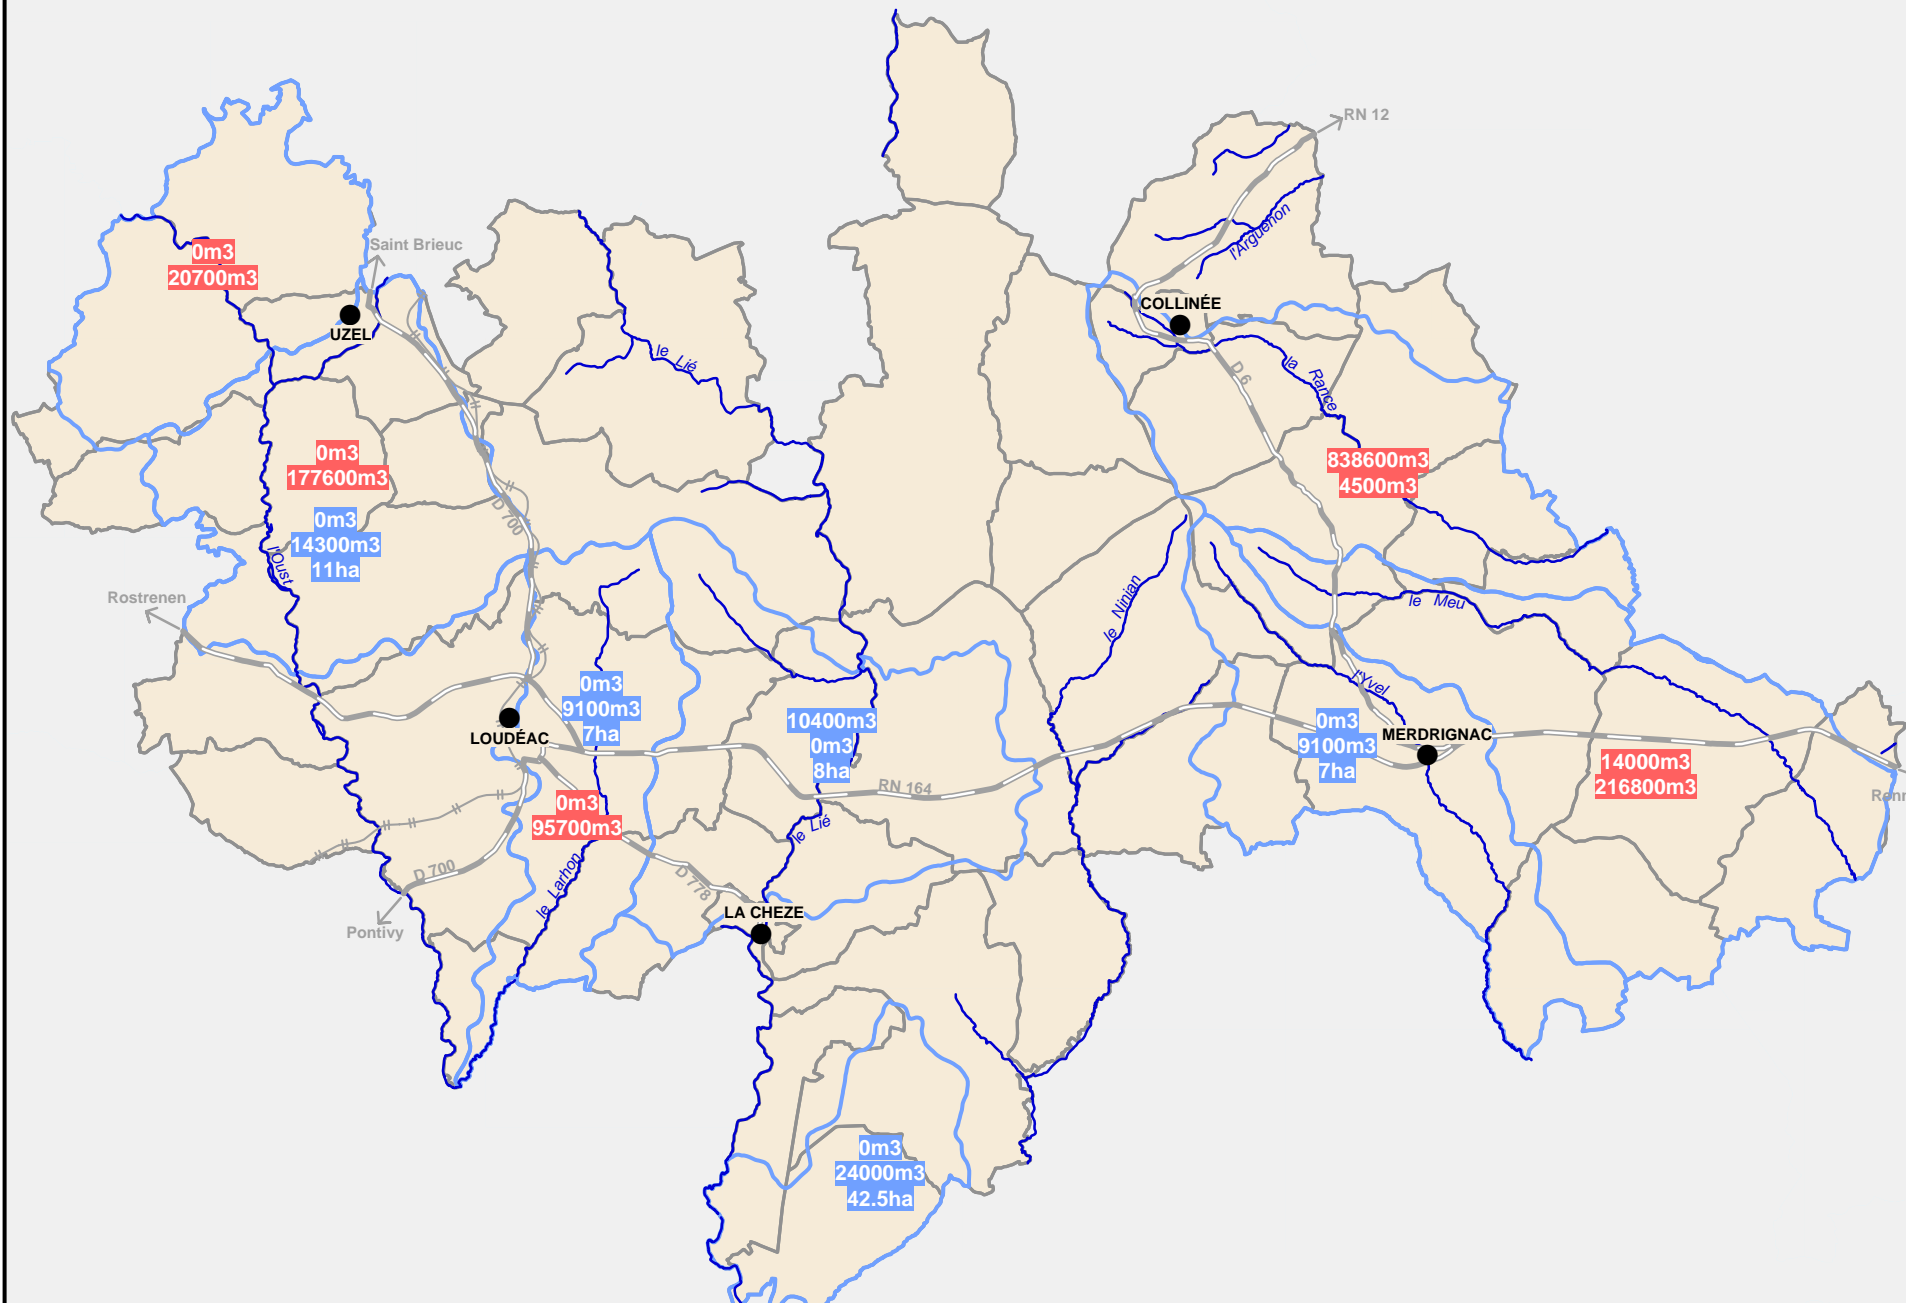 RN 12
l'Arguenon
Saint Brieuc
0m3
20700m3
COLLINÉE
UZEL
le Lié
la Rance
D 6
0m3
177600m3
838600m3
4500m3
0m3
14300m3
11ha
D 700
l'Oust
Rostrenen
le Ninian
le Meu
l'Yvel
0m3
9100m3
7ha
10400m3
0m3
8ha
0m3
9100m3
7ha
LOUDÉAC
MERDRIGNAC
14000m3
216800m3
RN 164
0m3
95700m3
le Lié
D 700
le Larhon
D 778
LA CHEZE
Pontivy
0m3
24000m3
42.5ha